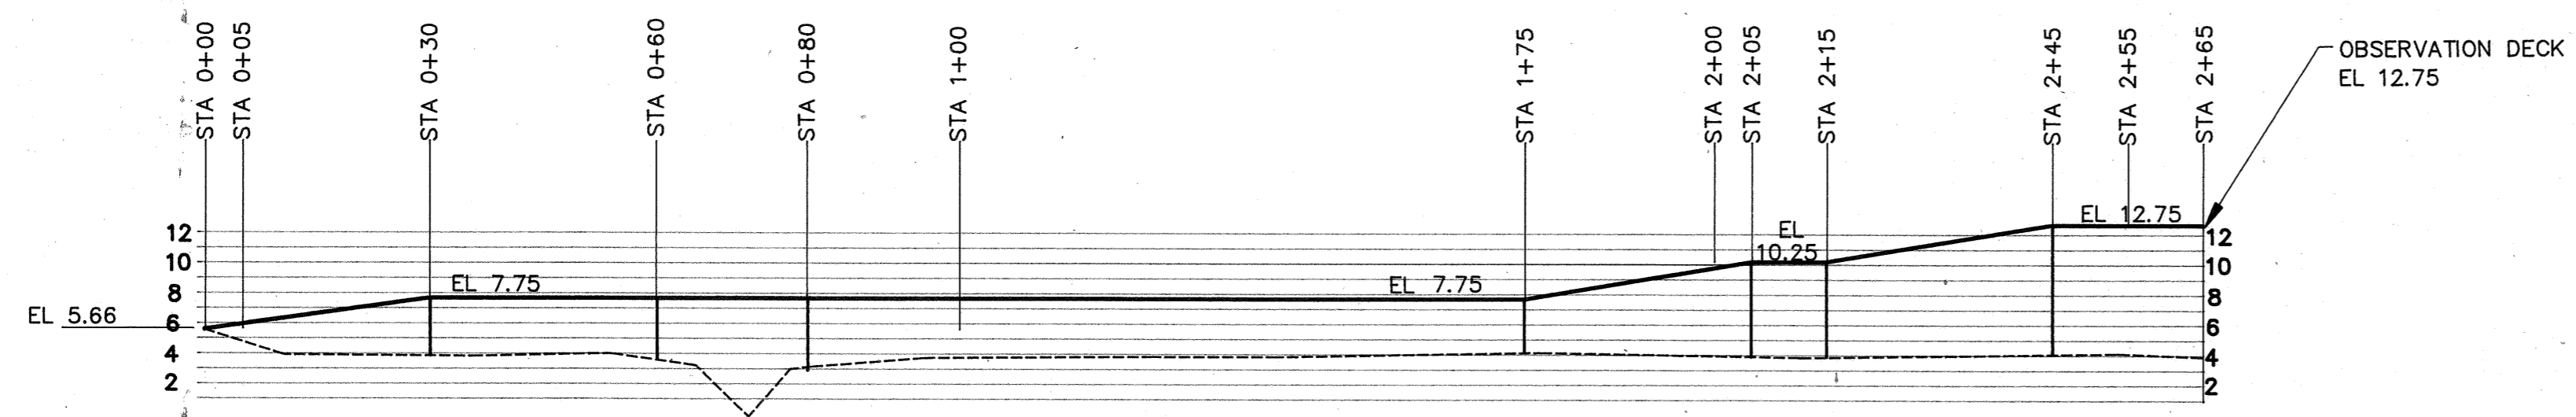 STA 0+00
STA 0+05
STA 0+30
STA 0+60
STA 0+80
STA 1+00
STA 1+75
STA 2+00
STA 2+05
STA 2+15
STA 2+45
STA 2+55
STA 2+65
OBSERVATION DECK
EL 12.75
EL 12.75
EL
10.25
EL 7.75
EL 7.75
EL 5.66
12
10
8
6
4
2
12
10
8
6
4
2